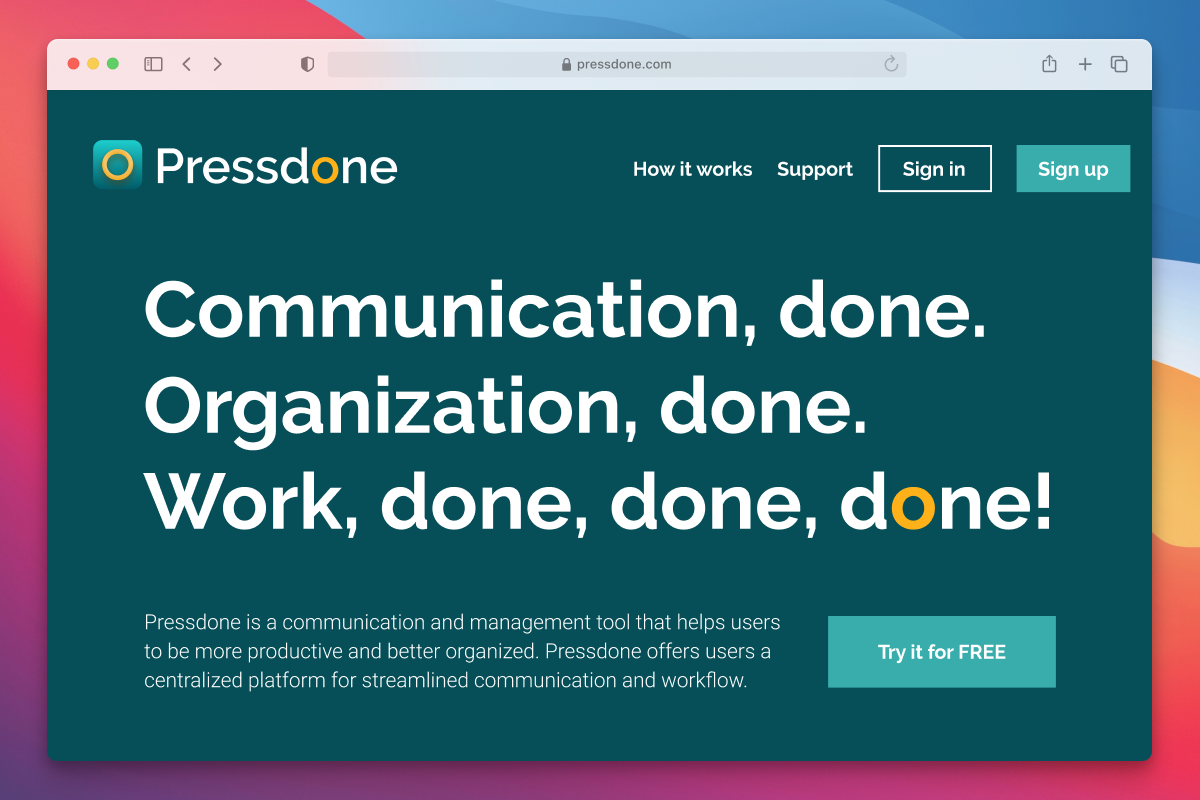 pressdone.com
Pressdone
How it works Support Sign in Sign up
Communication, done.
Organization, done.
Work, done, done, done!
Pressdone is a communication and management tool that helps users
to be more productive and better organized. Pressdone offers users a
centralized platform for streamlined communication and workflow.
Try it for FREE